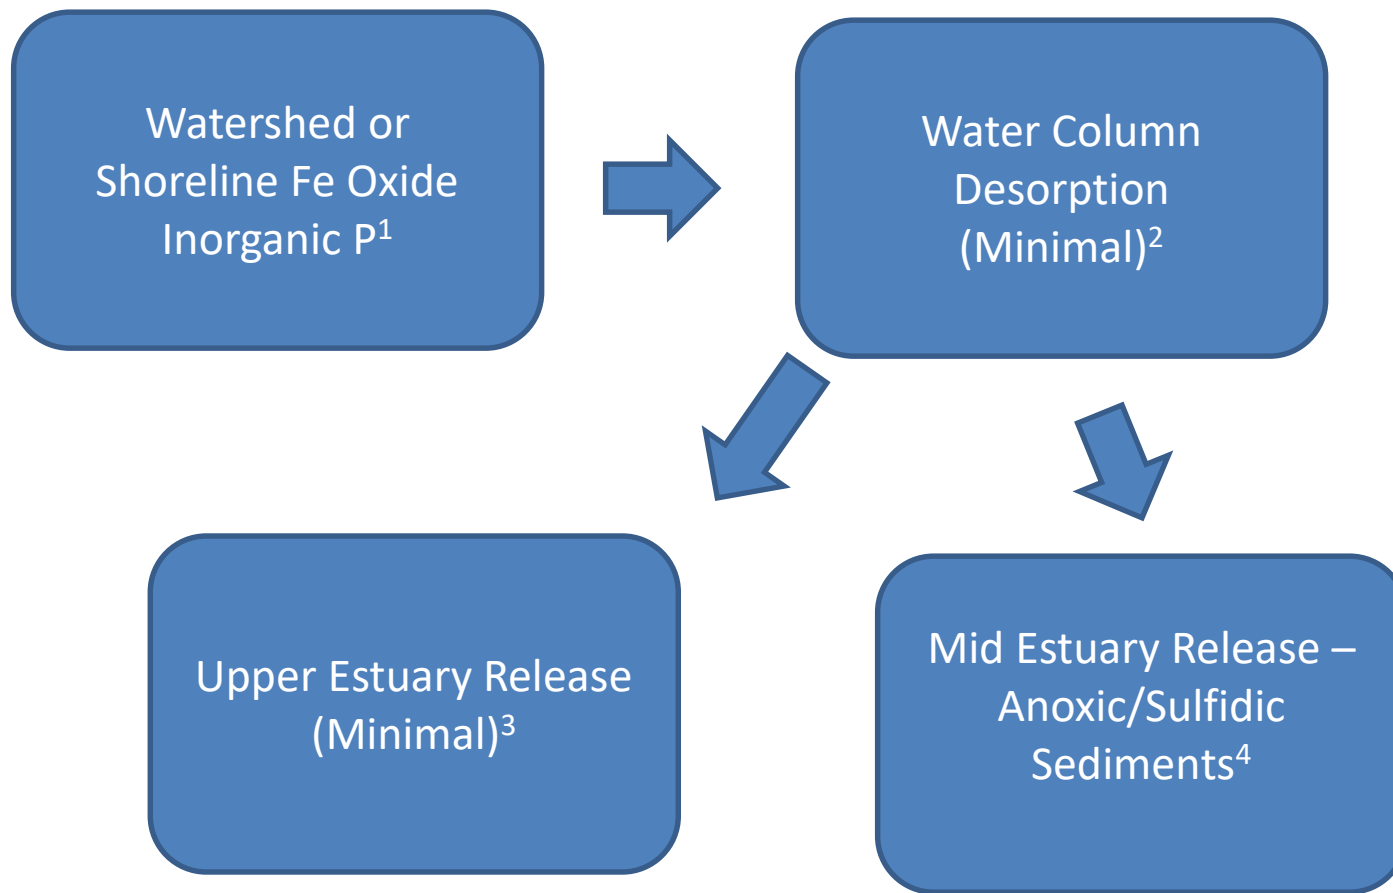 Watershed or
Shoreline Fe Oxide
Inorganic P¹
Water Column
Desorption
(Minimal)²
Upper Estuary Release
(Minimal)³
Mid Estuary Release –
Anoxic/Sulfidic
Sediments⁴